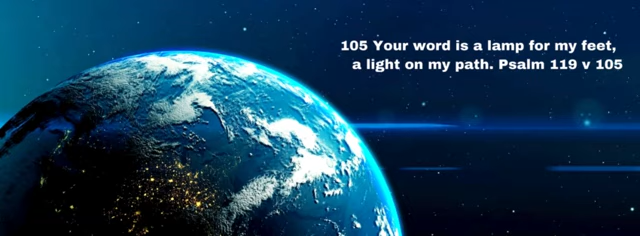 105 Your word is a lamp for my feet,
a light on my path. Psalm 119 v 105